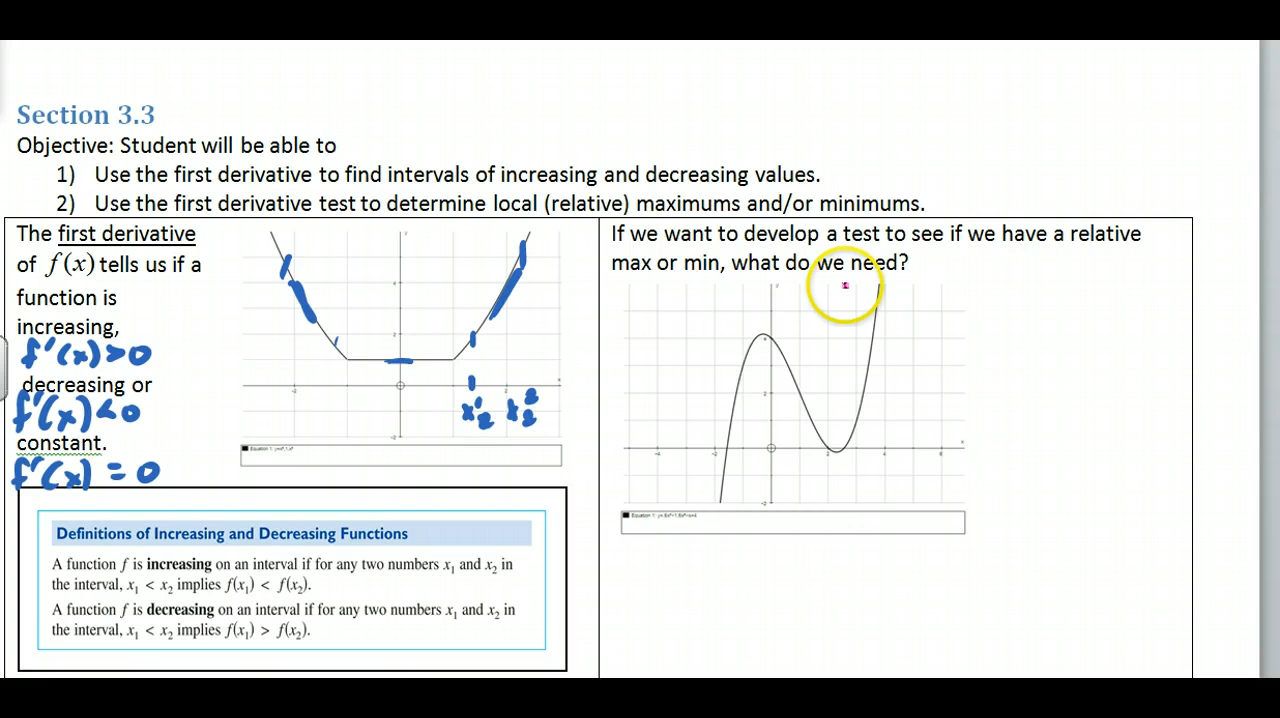 Section 3.3
Objective: Student will be able to
1) Use the first derivative to find intervals of increasing and decreasing values.
2) Use the first derivative test to determine local (relative) maximums and/or minimums.
The first derivative
of f(x) tells us if a
function is
increasing,
f'(x)>0
decreasing or
f'(x)<0
constant.
f'(x) = 0
x 2 x 2 2
Definitions of Increasing and Decreasing Functions
A function f is increasing on an interval if for any two numbers x₁ and x₂ in
the interval, x₁ < x₂ implies f(x₁) < f(x₂).
A function f is decreasing on an interval if for any two numbers x₁ and x₂ in
the interval, x₁ < x₂ implies f(x₁) > f(x₂).
If we want to develop a test to see if we have a relative
max or min, what do we need?